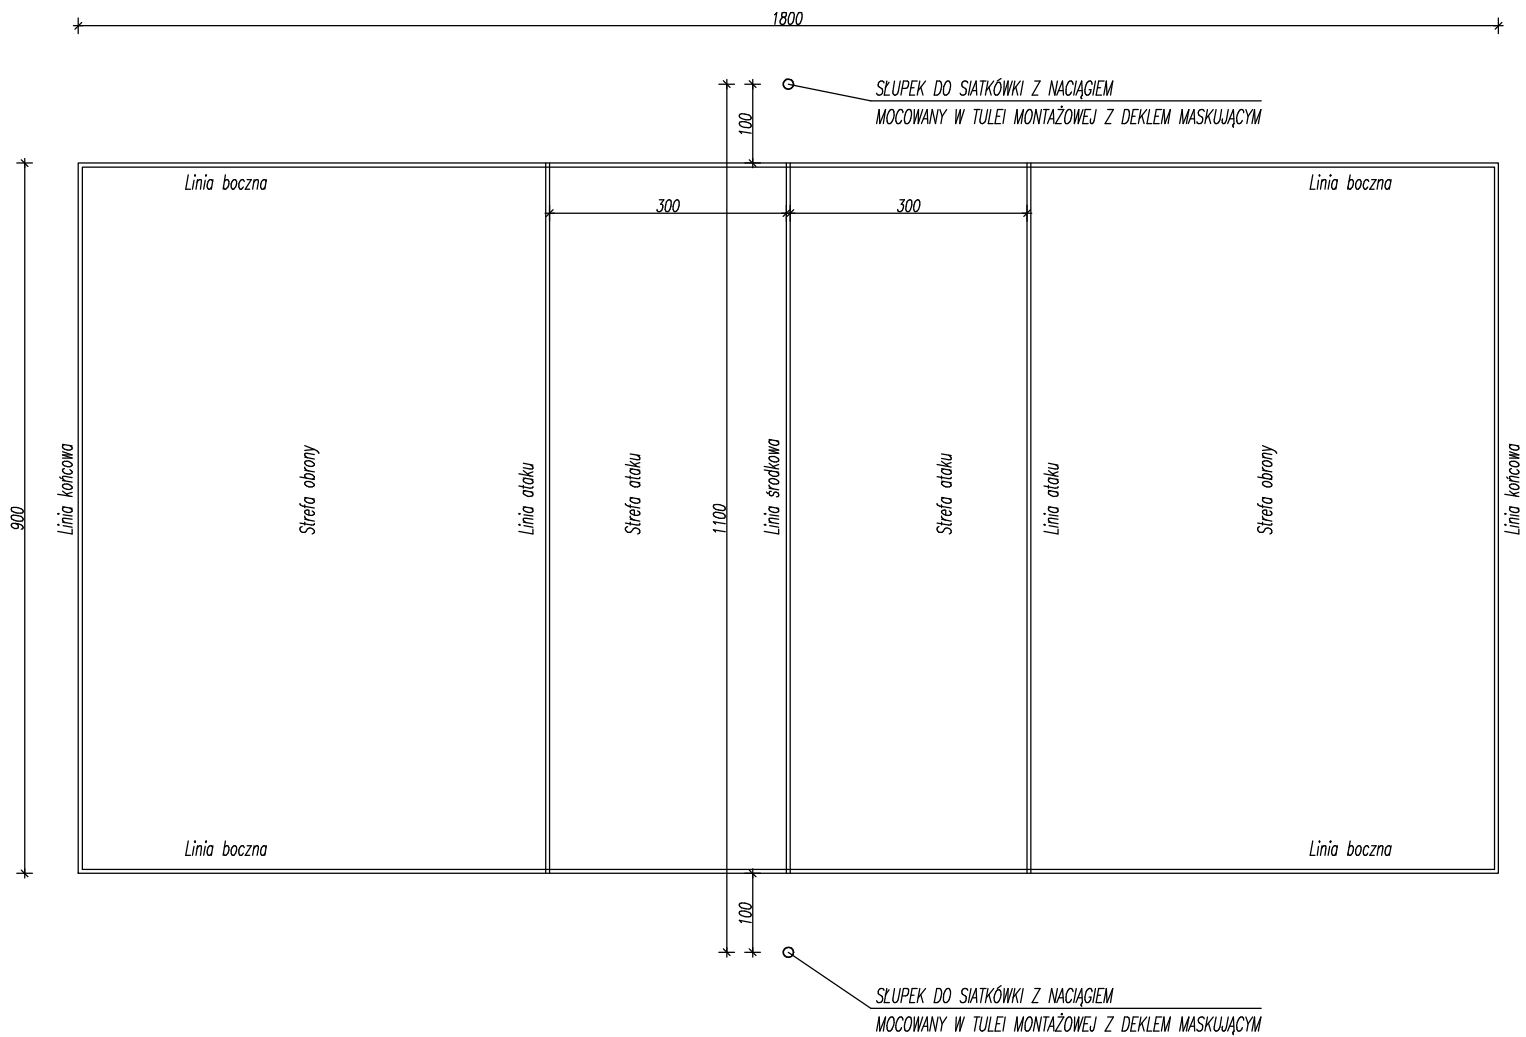 1800
SŁUPEK DO SIATKÓWKI Z NACIĄGIEM
MOCOWANY W TULEI MONTAŻOWEJ Z DEKLEM MASKUJĄCYM
100
Linia boczna
Linia boczna
300
300
900
Linia końcowa
Strefa obrony
Linia ataku
Strefa ataku
1100
Linia środkowa
Strefa ataku
Linia ataku
Strefa obrony
Linia końcowa
Linia boczna
Linia boczna
100
SŁUPEK DO SIATKÓWKI Z NACIĄGIEM
MOCOWANY W TULEI MONTAŻOWEJ Z DEKLEM MASKUJĄCYM